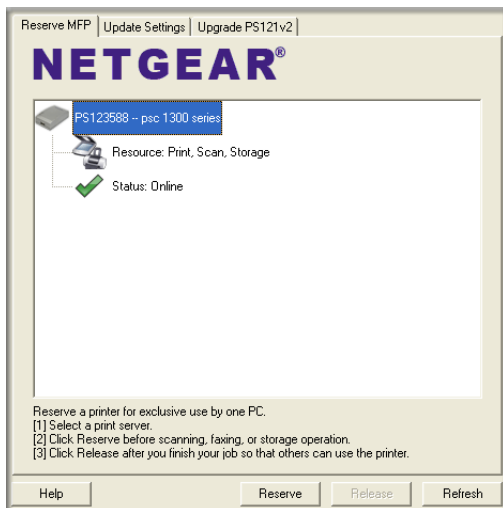 Reserve MFP Update Settings Upgrade PS121v2
NETGEAR®
PS123588 -- psc 1300 series
Resource: Print, Scan, Storage
Status: Online
Reserve a printer for exclusive use by one PC.
[1] Select a print server.
[2] Click Reserve before scanning, faxing, or storage operation.
[3] Click Release after you finish your job so that others can use the printer.
Help Reserve Release Refresh